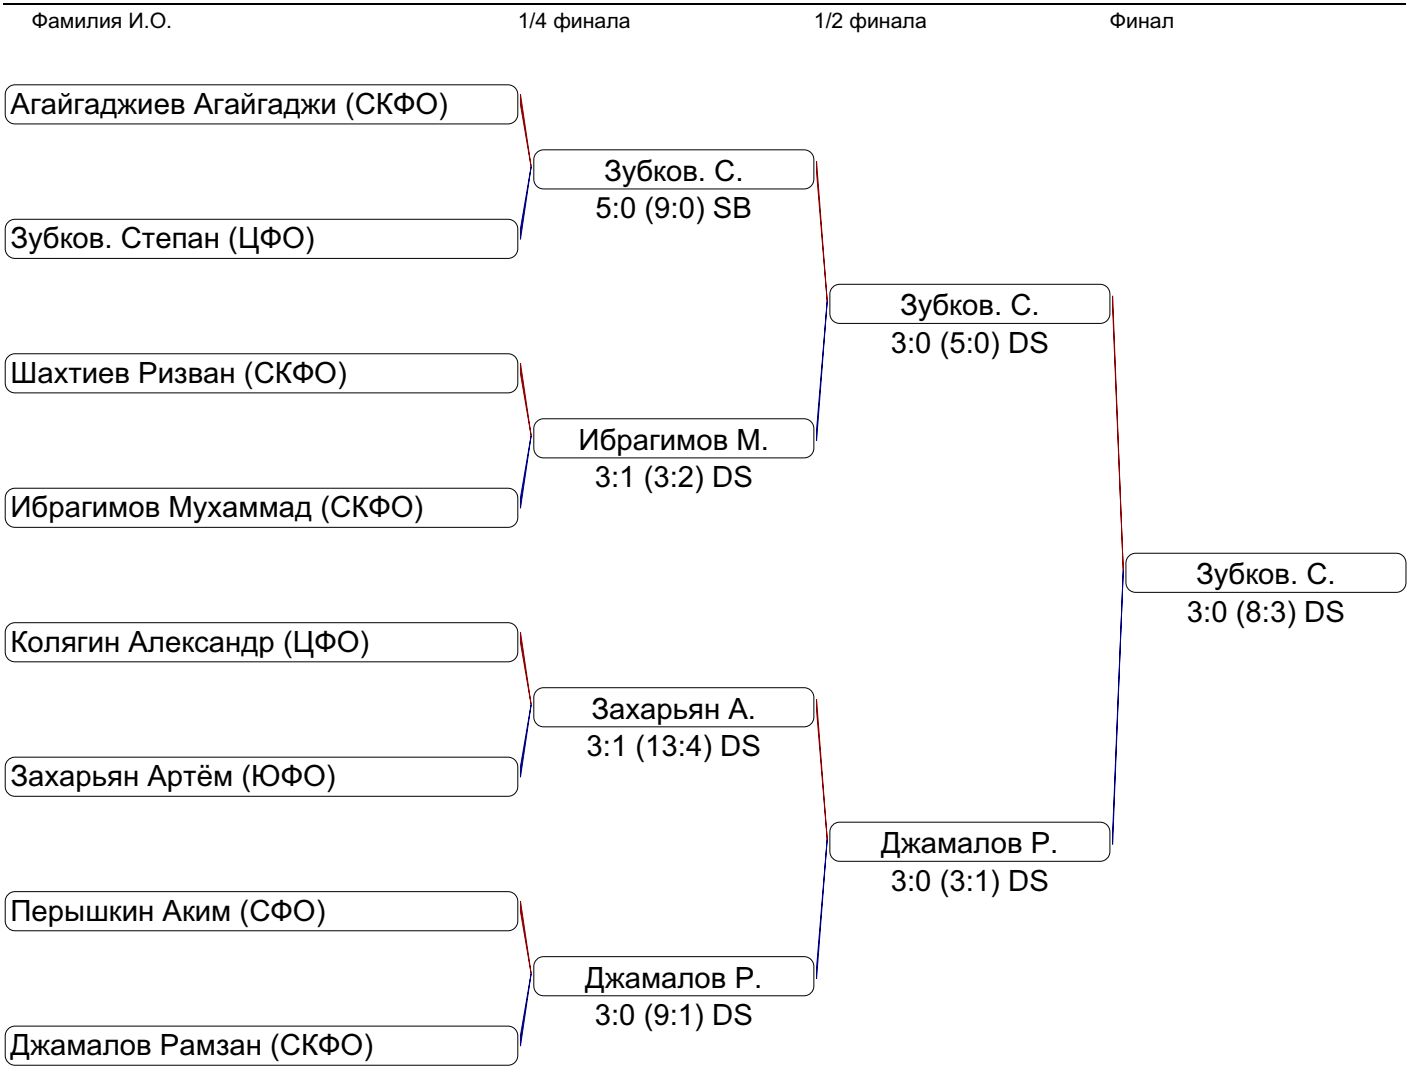 Фамилия И.О. 1/4 финала 1/2 финала Финал
Агайгаджиев Агайгаджи (СКФО)
Зубков. С.
5:0 (9:0) SB
Зубков. Степан (ЦФО)
Зубков. С.
3:0 (5:0) DS
Шахтиев Ризван (СКФО)
Ибрагимов М.
3:1 (3:2) DS
Ибрагимов Мухаммад (СКФО)
Зубков. С.
3:0 (8:3) DS
Колягин Александр (ЦФО)
Захарьян А.
3:1 (13:4) DS
Захарьян Артём (ЮФО)
Джамалов Р.
3:0 (3:1) DS
Перышкин Аким (СФО)
Джамалов Р.
3:0 (9:1) DS
Джамалов Рамзан (СКФО)